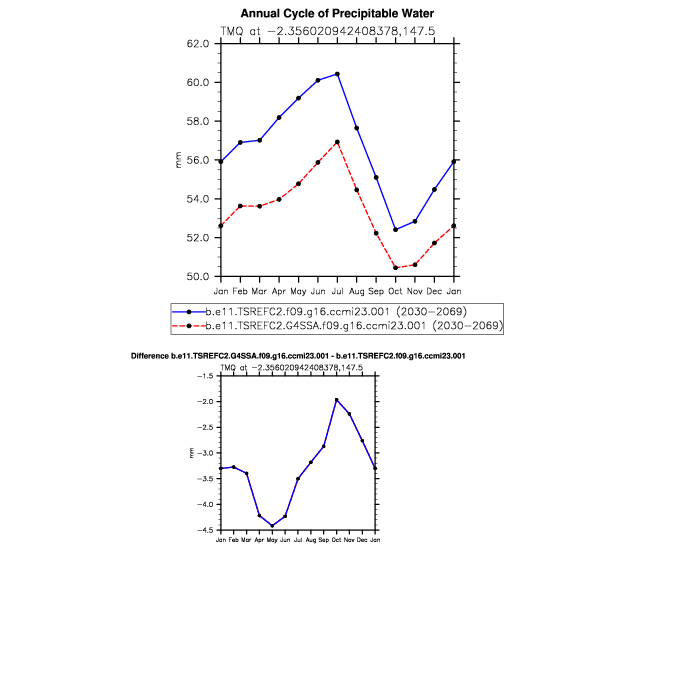 Annual Cycle of Precipitable Water
TMQ at −2.356020942408378,147.5
62.0
60.0
58.0
56.0
54.0
52.0
50.0
mm
Jan Feb Mar Apr May Jun Jul Aug Sep Oct Nov Dec Jan
b.e11.TSREFC2.f09.g16.ccmi23.001 (2030−2069)
b.e11.TSREFC2.G4SSA.f09.g16.ccmi23.001 (2030−2069)
Difference b.e11.TSREFC2.G4SSA.f09.g16.ccmi23.001 - b.e11.TSREFC2.f09.g16.ccmi23.001
TMQ at −2.356020942408378,147.5
−1.5
−2.0
−2.5
−3.0
−3.5
−4.0
−4.5
mm
Jan Feb Mar Apr May Jun Jul Aug Sep Oct Nov Dec Jan